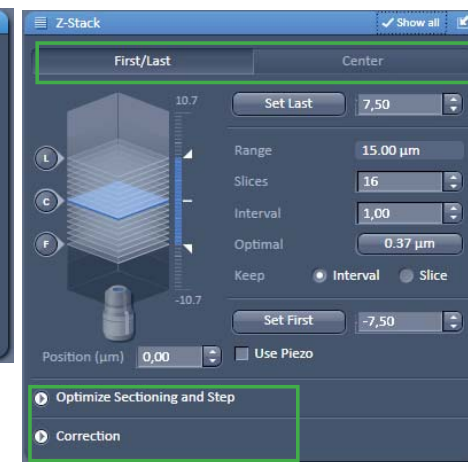 Z-Stack ✓ Show all
First/Last Center
10.7 Set Last 7,50
L Range 15.00 µm
Slices 16
C Interval 1,00
F Optimal 0.37 µm
Keep Interval Slice
-10.7
Set First -7,50
Position (µm) 0,00 Use Piezo
Optimize Sectioning and Step
Correction